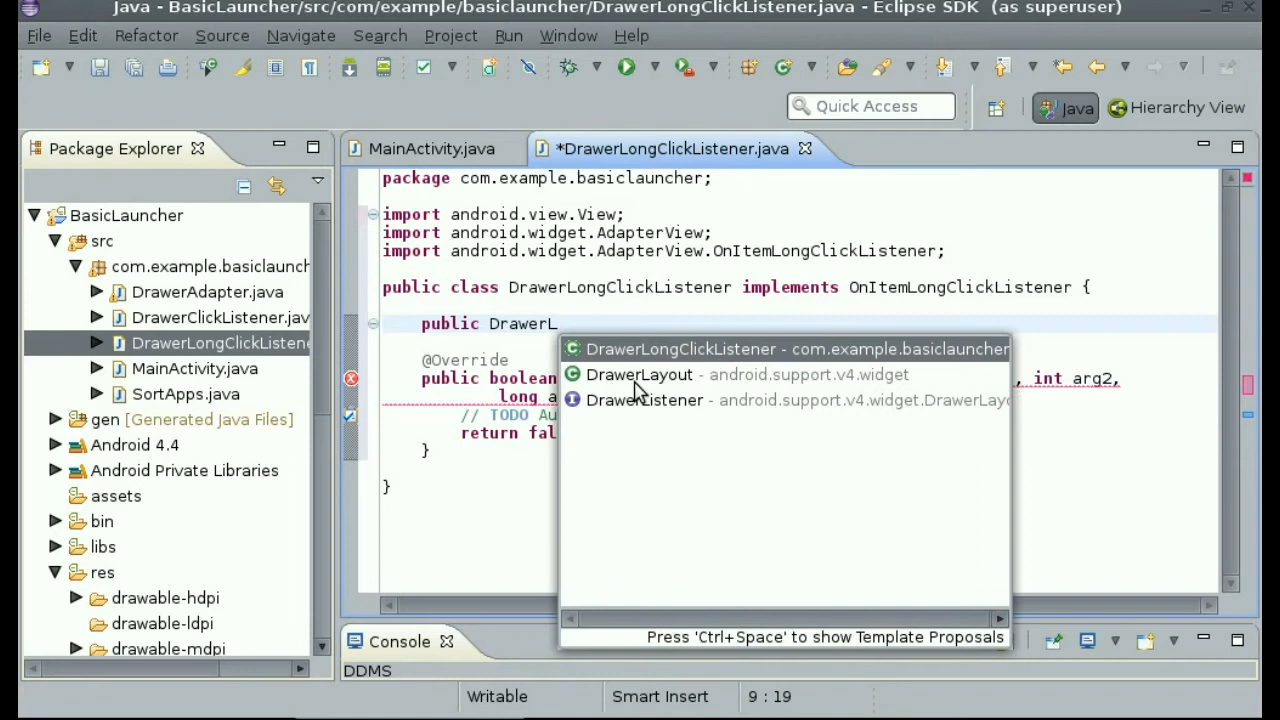 Java - BasicLauncher/src/com/example/basiclauncher/DrawerLongClickListener.java - Eclipse SDK (as superuser)
File Edit Refactor Source Navigate Search Project Run Window Help
Quick Access
Java
Hierarchy View
Package Explorer
MainActivity.java
*DrawerLongClickListener.java
BasicLauncher
src
com.example.basiclaunch
DrawerAdapter.java
DrawerClickListener.jav
DrawerLongClickListene
MainActivity.java
SortApps.java
gen [Generated Java Files]
Android 4.4
Android Private Libraries
assets
bin
libs
res
drawable-hdpi
drawable-ldpi
drawable-mdpi
package com.example.basiclauncher;
import android.view.View;
import android.widget.AdapterView;
import android.widget.AdapterView.OnItemLongClickListener;
public class DrawerLongClickListener implements OnItemLongClickListener {
public DrawerL
@Override
public boolean , int arg2,
long a
// TODO Au
return fal
}
}
DrawerLongClickListener - com.example.basiclauncher
DrawerLayout - android.support.v4.widget
DrawerListener - android.support.v4.widget.DrawerLayo
Press 'Ctrl+Space' to show Template Proposals
Console
DDMS
Writable
Smart Insert
9 : 19